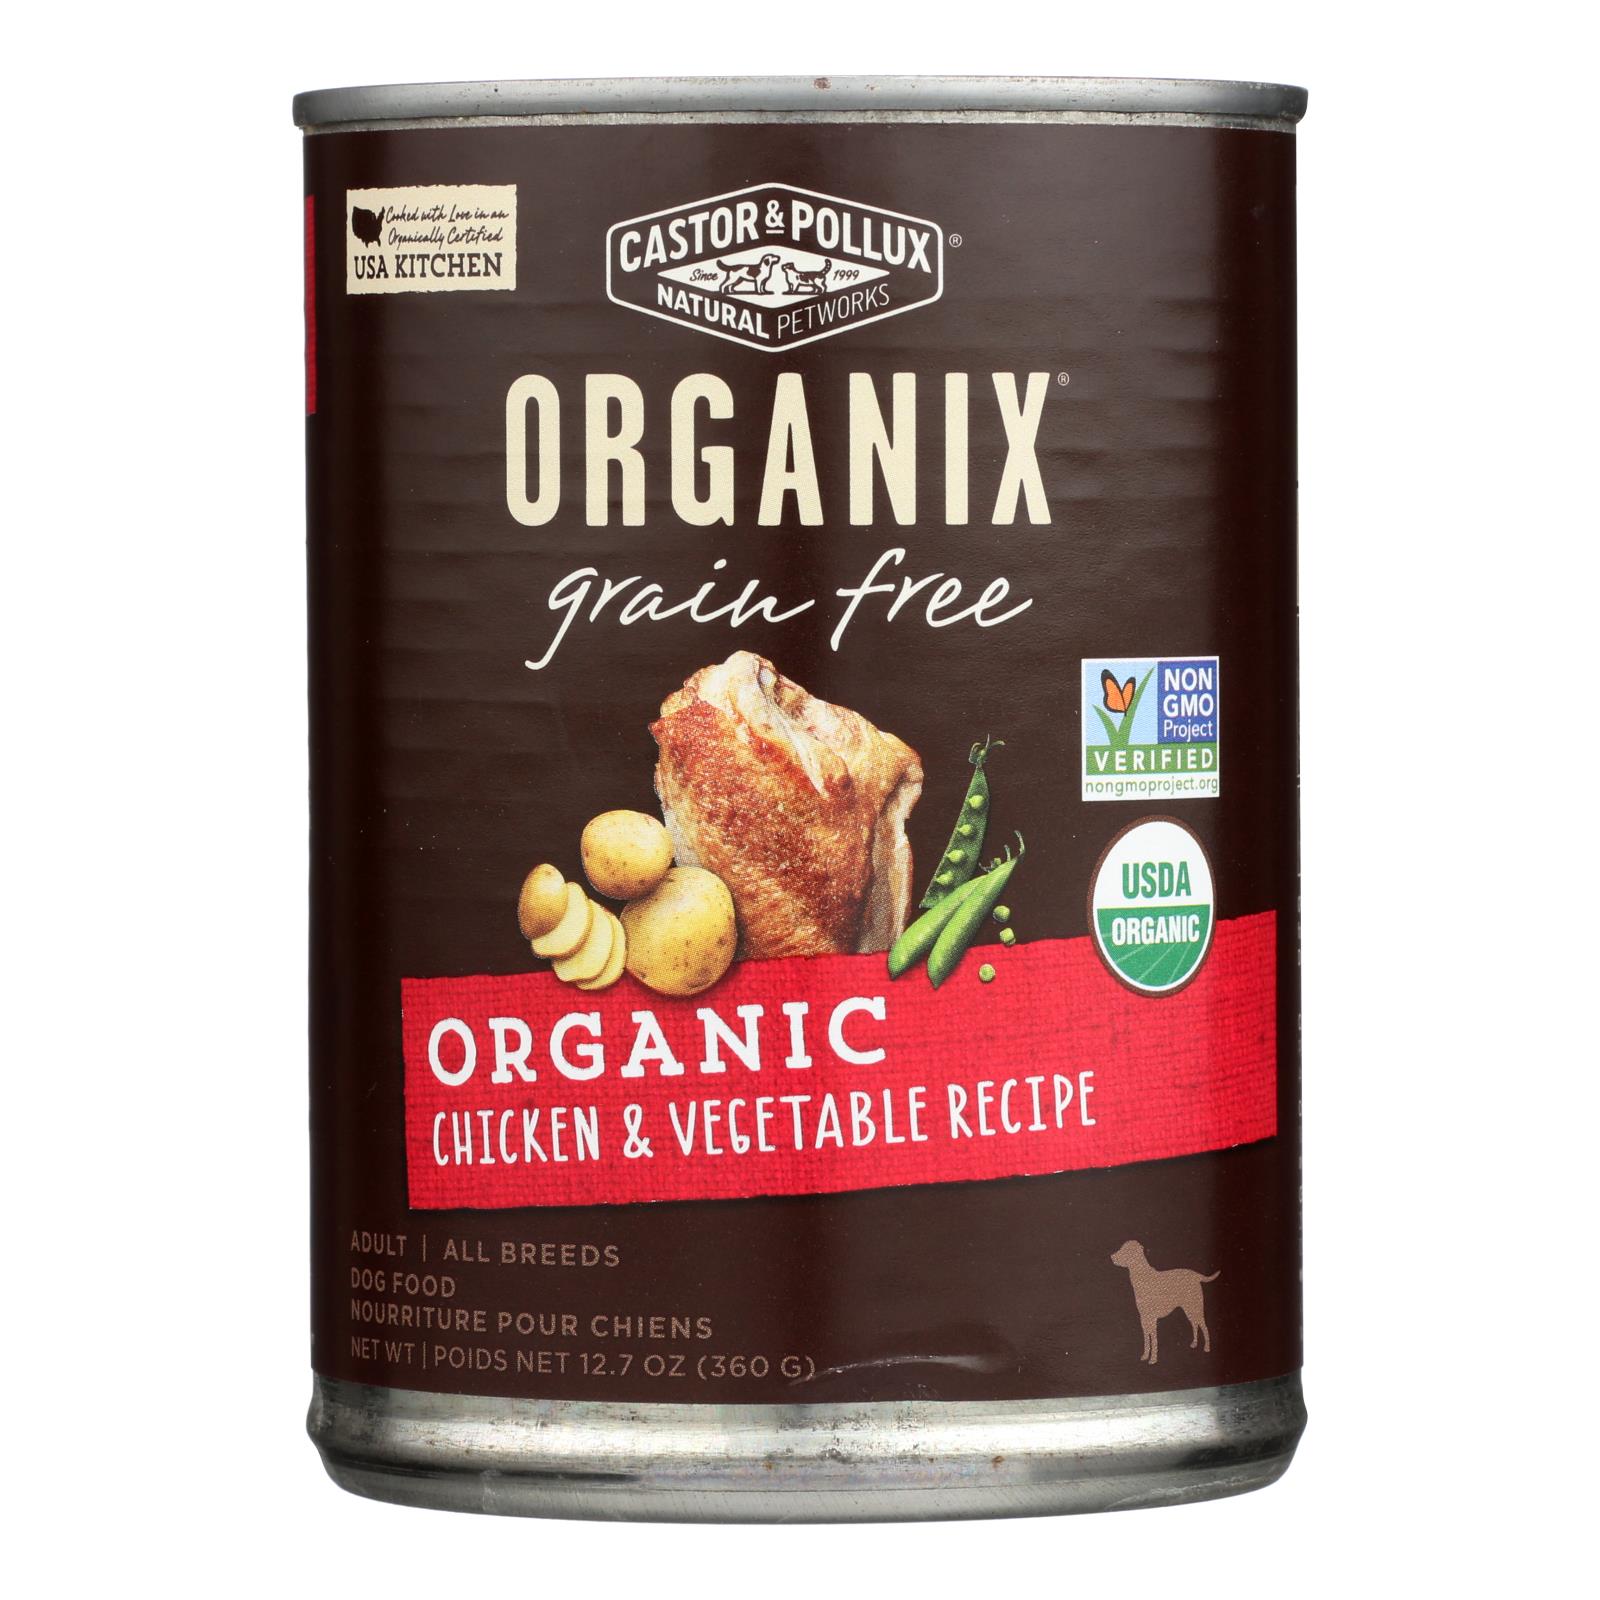 Cooked with Love in an
Organically Certified
USA KITCHEN
CASTOR & POLLUX®
Since 1999
NATURAL PETWORKS
ORGANIX®
grain free
NON
GMO
Project
VERIFIED
nongmoproject.org
USDA
ORGANIC
ORGANIC
CHICKEN & VEGETABLE RECIPE
ADULT | ALL BREEDS
DOG FOOD
NOURRITURE POUR CHIENS
NET WT | POIDS NET 12.7 OZ (360 G)